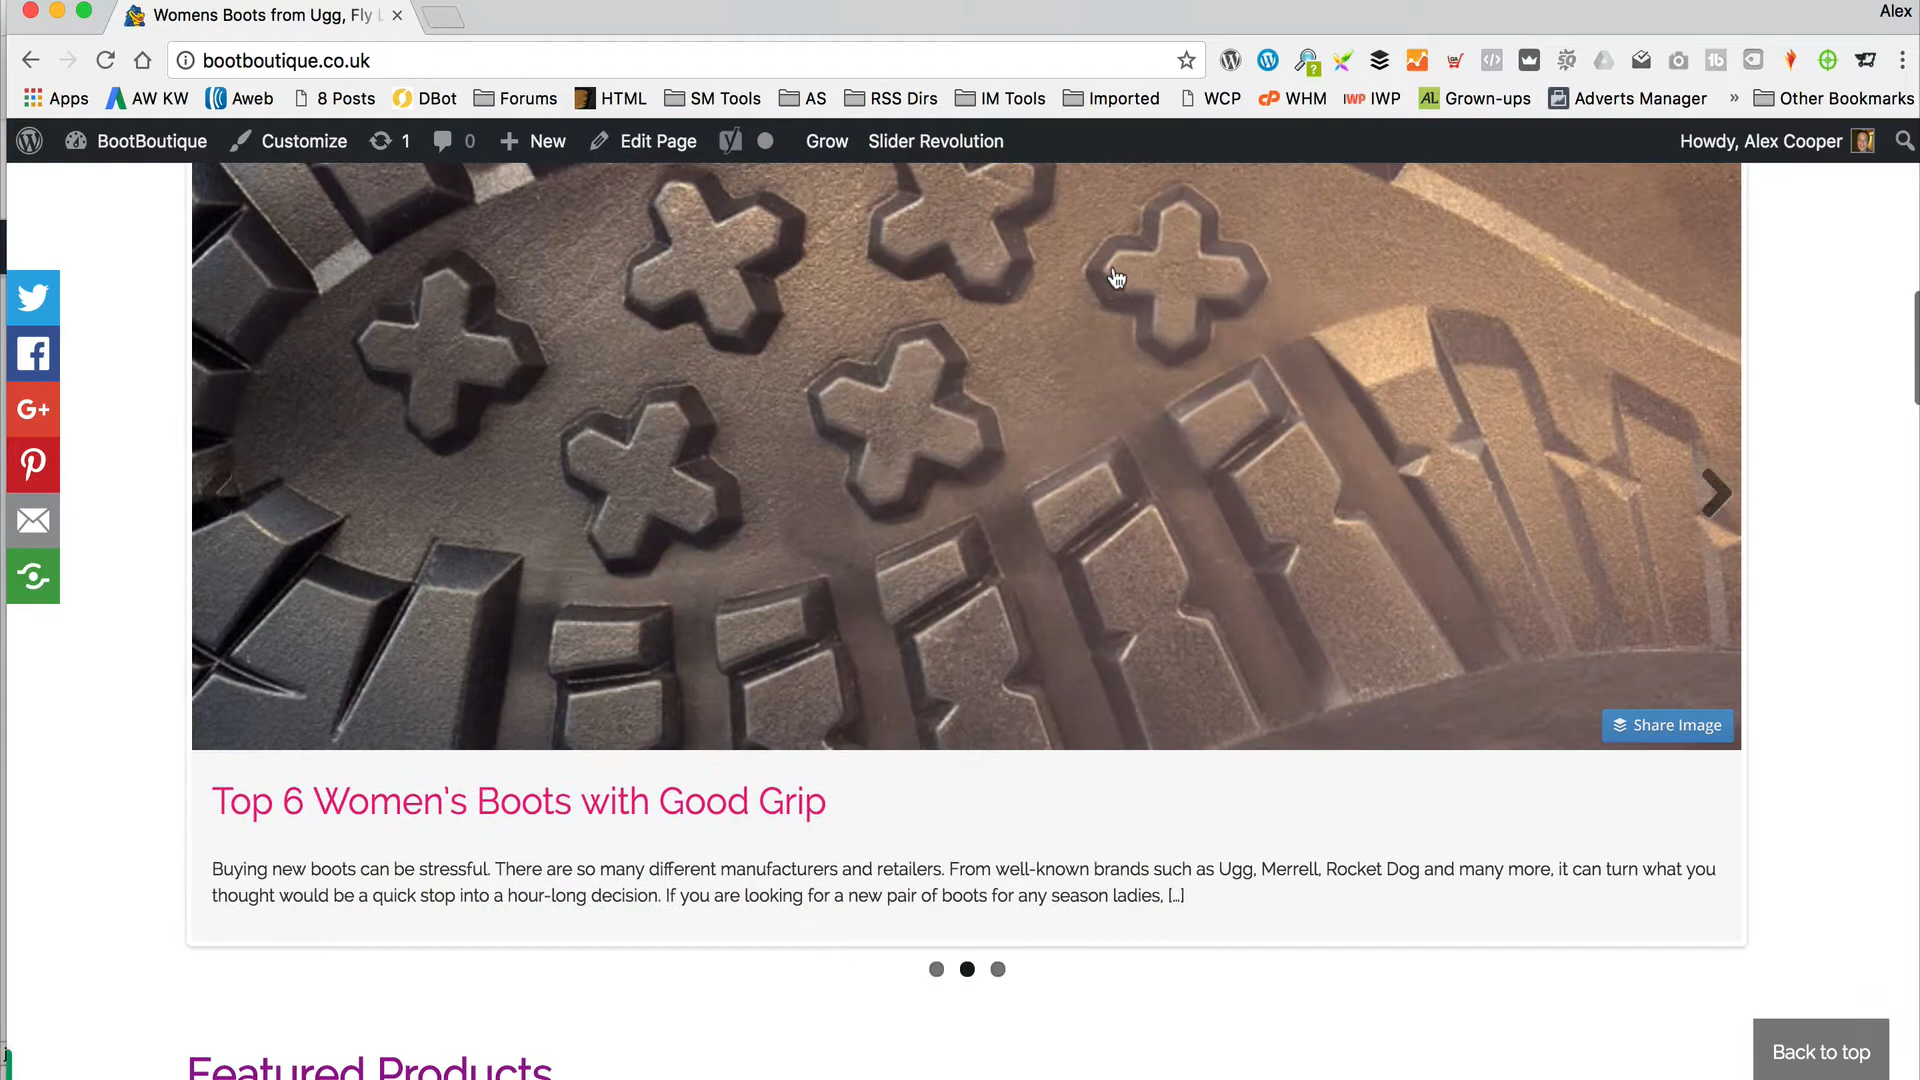 Womens Boots from Ugg, Fly L
Alex
bootboutique.co.uk
Apps AW KW Aweb 8 Posts DBot Forums HTML SM Tools AS RSS Dirs IM Tools Imported WCP WHM IWP Grown-ups Adverts Manager » Other Bookmarks
BootBoutique Customize 1 0 New Edit Page Grow Slider Revolution Howdy, Alex Cooper
Share Image
Top 6 Women's Boots with Good Grip
Buying new boots can be stressful. There are so many different manufacturers and retailers. From well-known brands such as Ugg, Merrell, Rocket Dog and many more, it can turn what you
thought would be a quick stop into a hour-long decision. If you are looking for a new pair of boots for any season ladies, [...]
Featured Products
Back to top